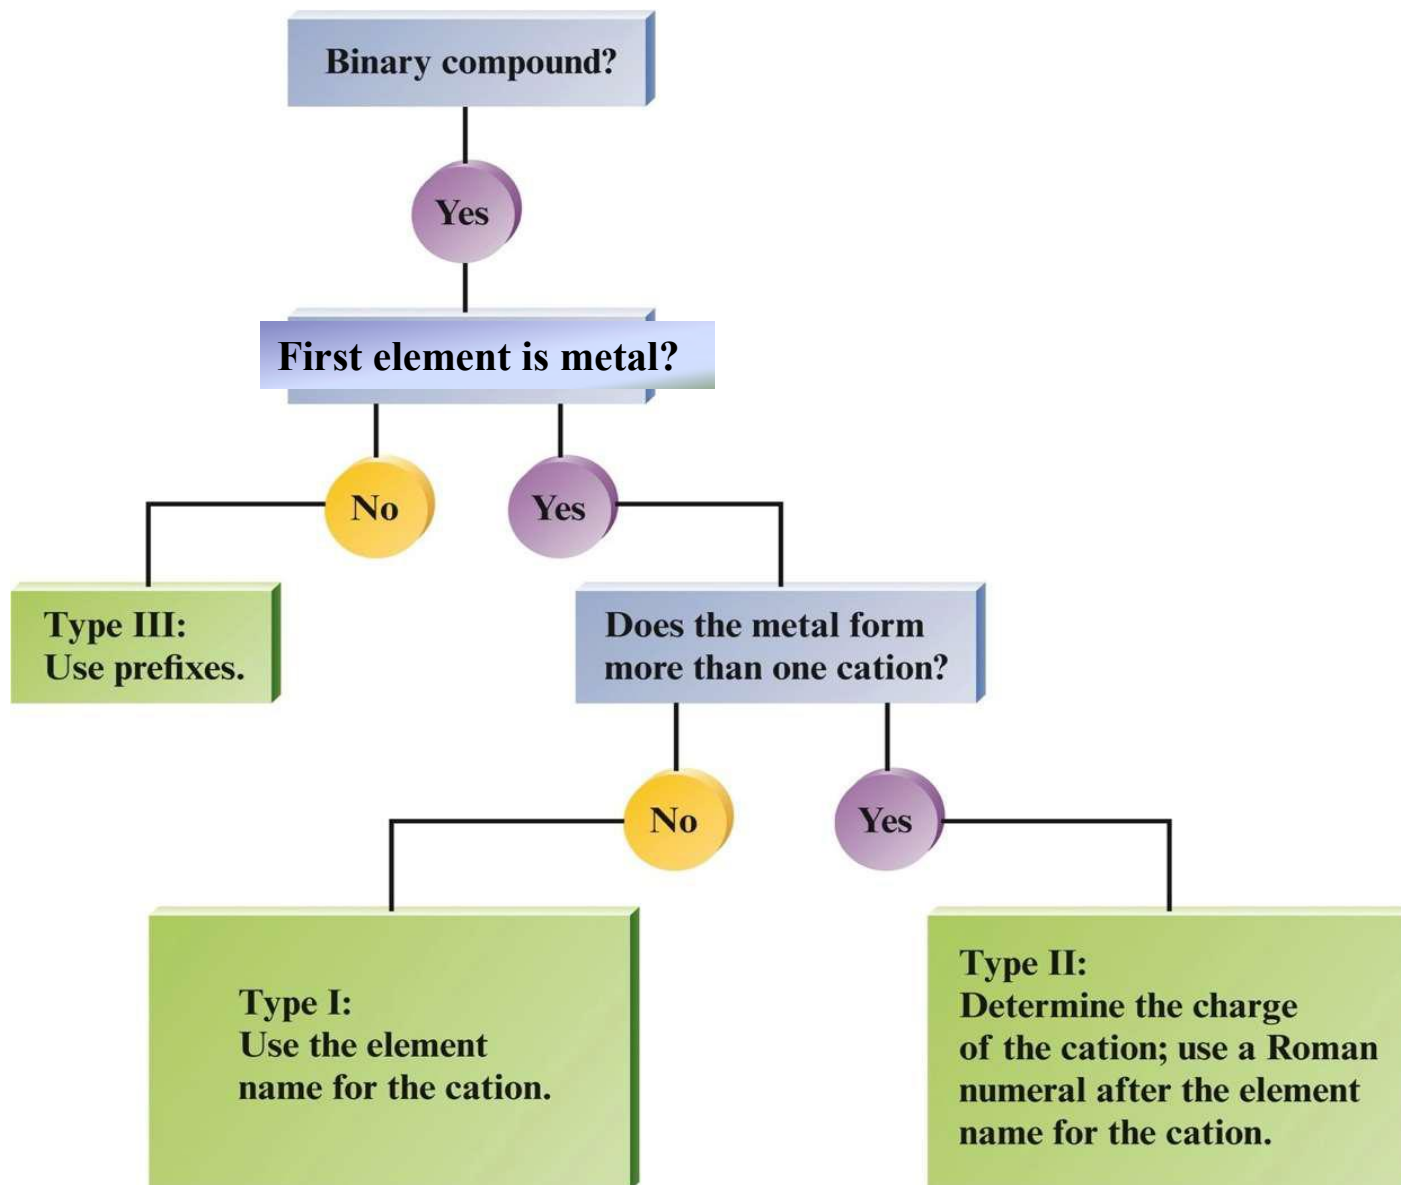 Binary compound?
Yes
First element is metal?
No
Yes
Type III:
Use prefixes.
Does the metal form
more than one cation?
No
Yes
Type I:
Use the element
name for the cation.
Type II:
Determine the charge
of the cation; use a Roman
numeral after the element
name for the cation.